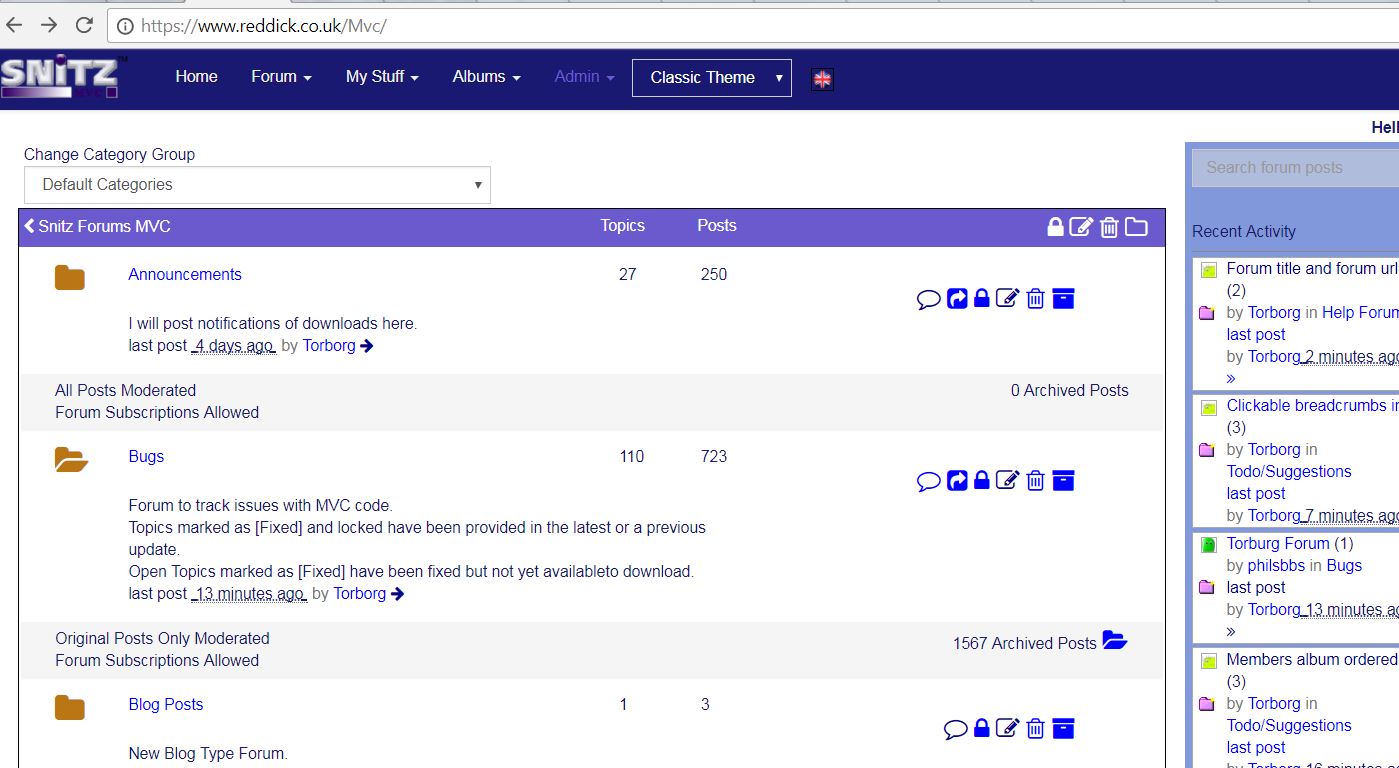 https://www.reddick.co.uk/Mvc/
SNiTZ™
Home Forum My Stuff Albums Admin Classic Theme
Hell
Change Category Group
Default Categories
Snitz Forums MVC Topics Posts
Announcements 27 250
I will post notifications of downloads here.
last post 4 days ago by Torborg
All Posts Moderated 0 Archived Posts
Forum Subscriptions Allowed
Bugs 110 723
Forum to track issues with MVC code.
Topics marked as [Fixed] and locked have been provided in the latest or a previous
update.
Open Topics marked as [Fixed] have been fixed but not yet availableto download.
last post 13 minutes ago by Torborg
Original Posts Only Moderated 1567 Archived Posts
Forum Subscriptions Allowed
Blog Posts 1 3
New Blog Type Forum.
Search forum posts
Recent Activity
Forum title and forum url
(2)
by Torborg in Help Forum
last post
by Torborg 2 minutes ago
»
Clickable breadcrumbs in
(3)
by Torborg in
Todo/Suggestions
last post
by Torborg 7 minutes ago
Torburg Forum (1)
by philsbbs in Bugs
last post
by Torborg 13 minutes ag
»
Members album ordered
(3)
by Torborg in
Todo/Suggestions
last post
by Torborg 16 minutes ag